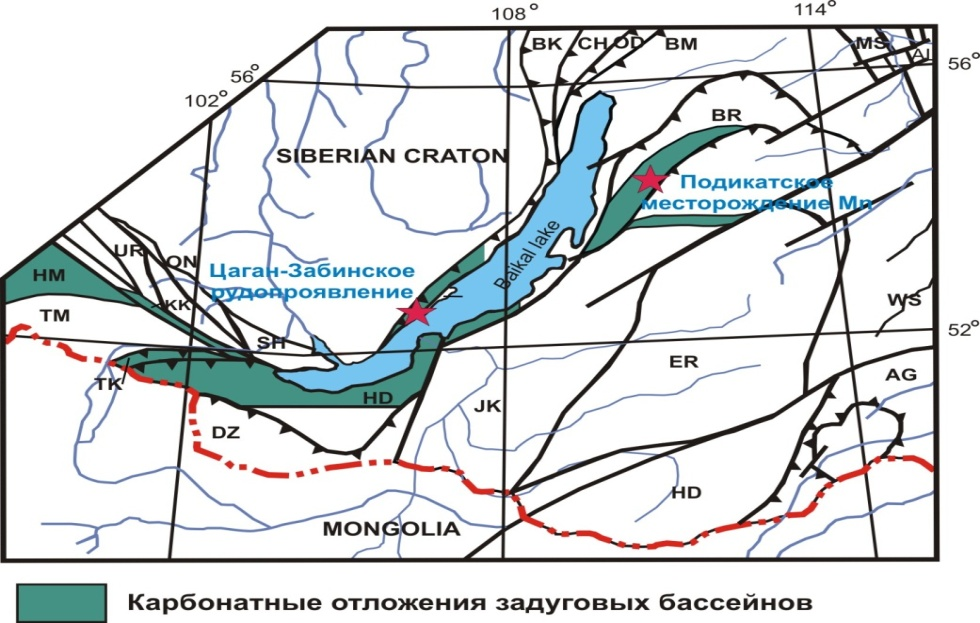 108°
114°
BK
CH
OD
BM
MS
AL
56°
56°
102°
BR
SIBERIAN CRATON
Подикатское
месторождение Mn
Baikal lake
UR
ON
HM
Цаган-Забинское
рудопроявление
KK
WS
TM
SH
52°
ER
TK
AG
HD
JK
DZ
HD
MONGOLIA
Карбонатные отложения задуговых бассейнов